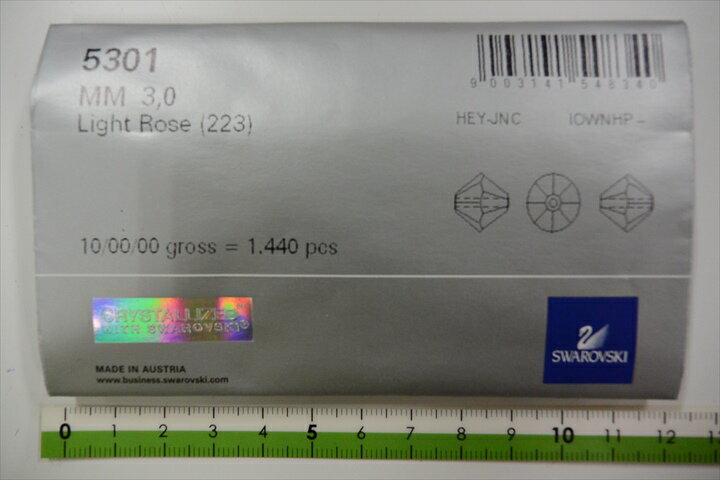 5301
MM 3,0
Light Rose (223)
9 003141 548340
HEY-JNC IOWNHP –
10/00/00 gross = 1.440 pcs
CRYSTALLIZED™
WITH SWAROVSKI®
SWAROVSKI
MADE IN AUSTRIA
www.business.swarovski.com
0 1 2 3 4 5 6 7 8 9 10 11 12 13